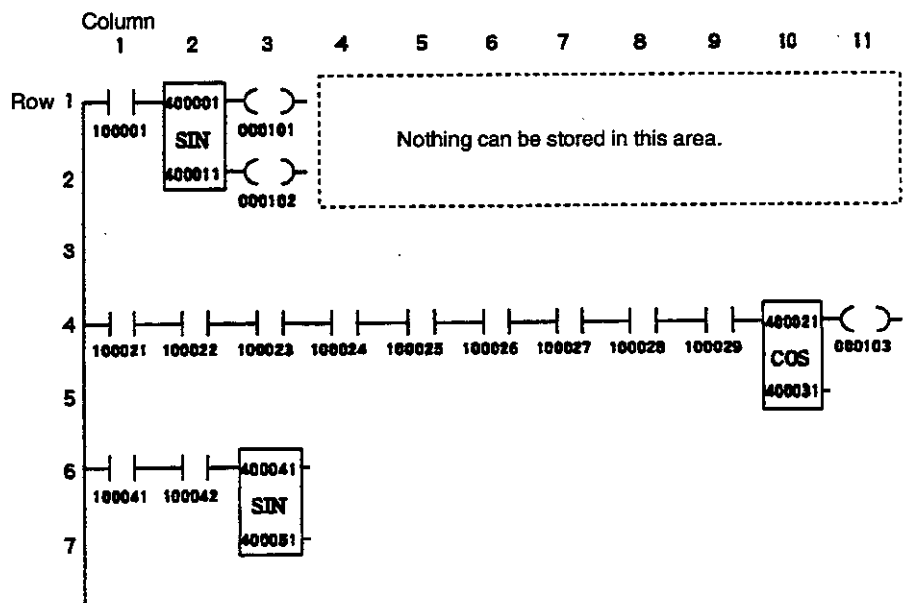 Column
1 2 3 4 5 6 7 8 9 10 11
Row 1
400001
100001
SIN
000101
Nothing can be stored in this area.
2
400011
000102
3
4
400021
100021 100022 100023 100024 100025 100026 100027 100028 100029
COS
000103
5
400031
6
400041
100041 100042
SIN
7
400051